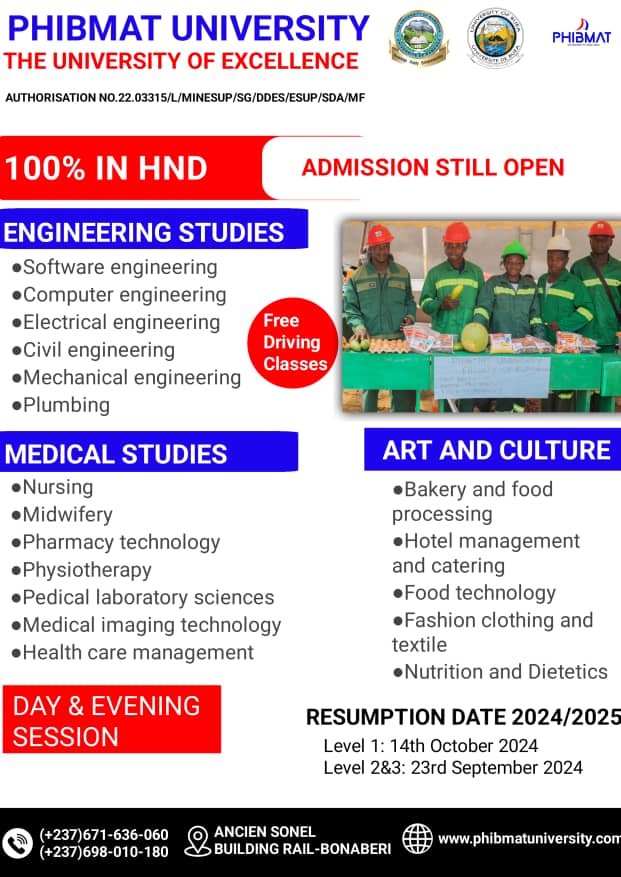 PHIBMAT UNIVERSITY
THE UNIVERSITY OF EXCELLENCE
AUTHORISATION NO.22.03315/L/MINESUP/SG/DDES/ESUP/SDA/MF
UNIVERSITY OF BUEA
UNIVERSITE DE BUEA
PHIBMAT
100% IN HND
ADMISSION STILL OPEN
ENGINEERING STUDIES
●Software engineering
●Computer engineering
●Electrical engineering
●Civil engineering
●Mechanical engineering
●Plumbing
Free
Driving
Classes
MEDICAL STUDIES
●Nursing
●Midwifery
●Pharmacy technology
●Physiotherapy
●Pedical laboratory sciences
●Medical imaging technology
●Health care management
ART AND CULTURE
●Bakery and food
processing
●Hotel management
and catering
●Food technology
●Fashion clothing and
textile
●Nutrition and Dietetics
DAY & EVENING
SESSION
RESUMPTION DATE 2024/2025
Level 1: 14th October 2024
Level 2&3: 23rd September 2024
(+237)671-636-060
(+237)698-010-180
ANCIEN SONEL
BUILDING RAIL-BONABERI
www.phibmatuniversity.com